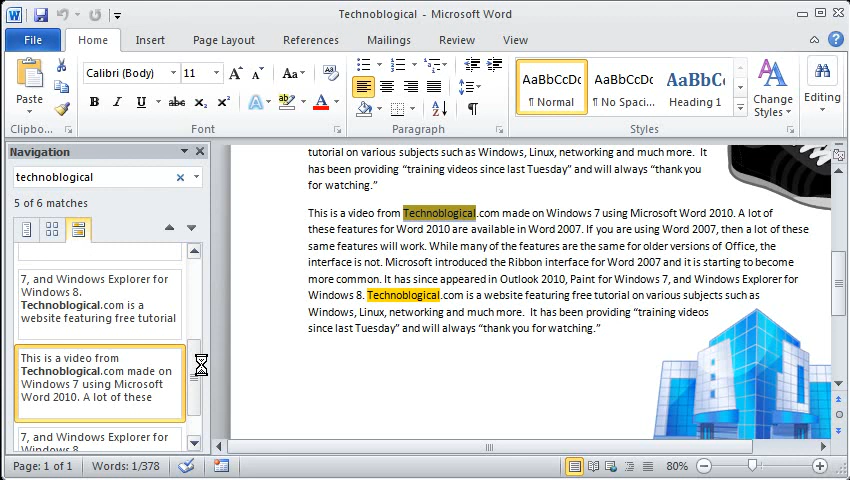 Technoblogical - Microsoft Word
File Home Insert Page Layout References Mailings Review View
Calibri (Body) 11
Paste
AaBbCcDc AaBbCcDc AaBbC
¶ Normal ¶ No Spaci... Heading 1
Change Styles
Editing
Clipbo... Font Paragraph Styles
Navigation
technoblogical
5 of 6 matches
7, and Windows Explorer for
Windows 8.
Technoblogical.com is a
website featuring free tutorial
This is a video from
Technoblogical.com made on
Windows 7 using Microsoft
Word 2010. A lot of these
7, and Windows Explorer for
tutorial on various subjects such as Windows, Linux, networking and much more. It
has been providing “training videos since last Tuesday” and will always “thank you
for watching.”
This is a video from Technoblogical.com made on Windows 7 using Microsoft Word 2010. A lot of
these features for Word 2010 are available in Word 2007. If you are using Word 2007, then a lot of these
same features will work. While many of the features are the same for older versions of Office, the
interface is not. Microsoft introduced the Ribbon interface for Word 2007 and it is starting to become
more common. It has since appeared in Outlook 2010, Paint for Windows 7, and Windows Explorer for
Windows 8. Technoblogical.com is a website featuring free tutorial on various subjects such as
Windows, Linux, networking and much more. It has been providing “training videos
since last Tuesday” and will always “thank you for watching.”
Page: 1 of 1 Words: 1/378 80%